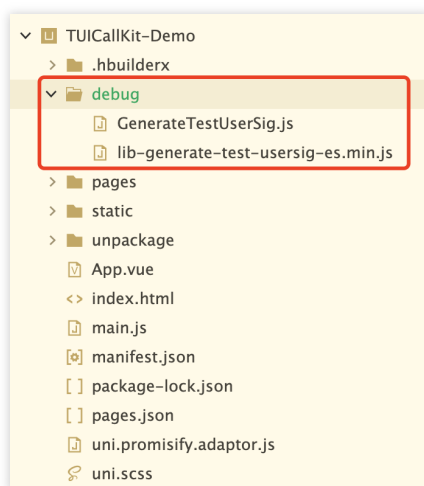 TUICallKit-Demo
.hbuilderx
debug
GenerateTestUserSig.js
lib-generate-test-usersig-es.min.js
pages
static
unpackage
App.vue
index.html
main.js
manifest.json
package-lock.json
pages.json
uni.promisify.adaptor.js
uni.scss